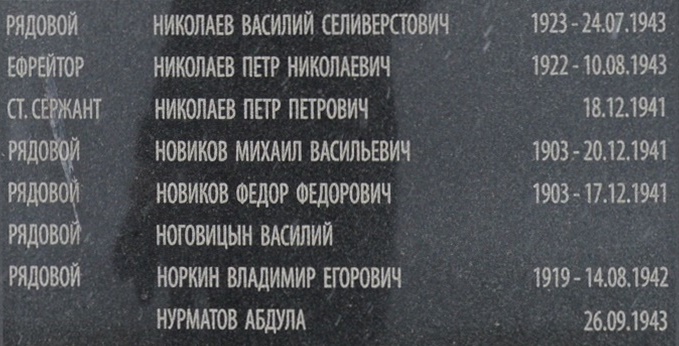 РЯДОВОЙ НИКОЛАЕВ ВАСИЛИЙ СЕЛИВЕРСТОВИЧ 1923 - 24.07.1943
ЕФРЕЙТОР НИКОЛАЕВ ПЕТР НИКОЛАЕВИЧ 1922 - 10.08.1943
СТ. СЕРЖАНТ НИКОЛАЕВ ПЕТР ПЕТРОВИЧ 18.12.1941
РЯДОВОЙ НОВИКОВ МИХАИЛ ВАСИЛЬЕВИЧ 1903 - 20.12.1941
РЯДОВОЙ НОВИКОВ ФЕДОР ФЕДОРОВИЧ 1903 - 17.12.1941
РЯДОВОЙ НОГОВИЦЫН ВАСИЛИЙ
РЯДОВОЙ НОРКИН ВЛАДИМИР ЕГОРОВИЧ 1919 - 14.08.1942
НУРМАТОВ АБДУЛА 26.09.1943